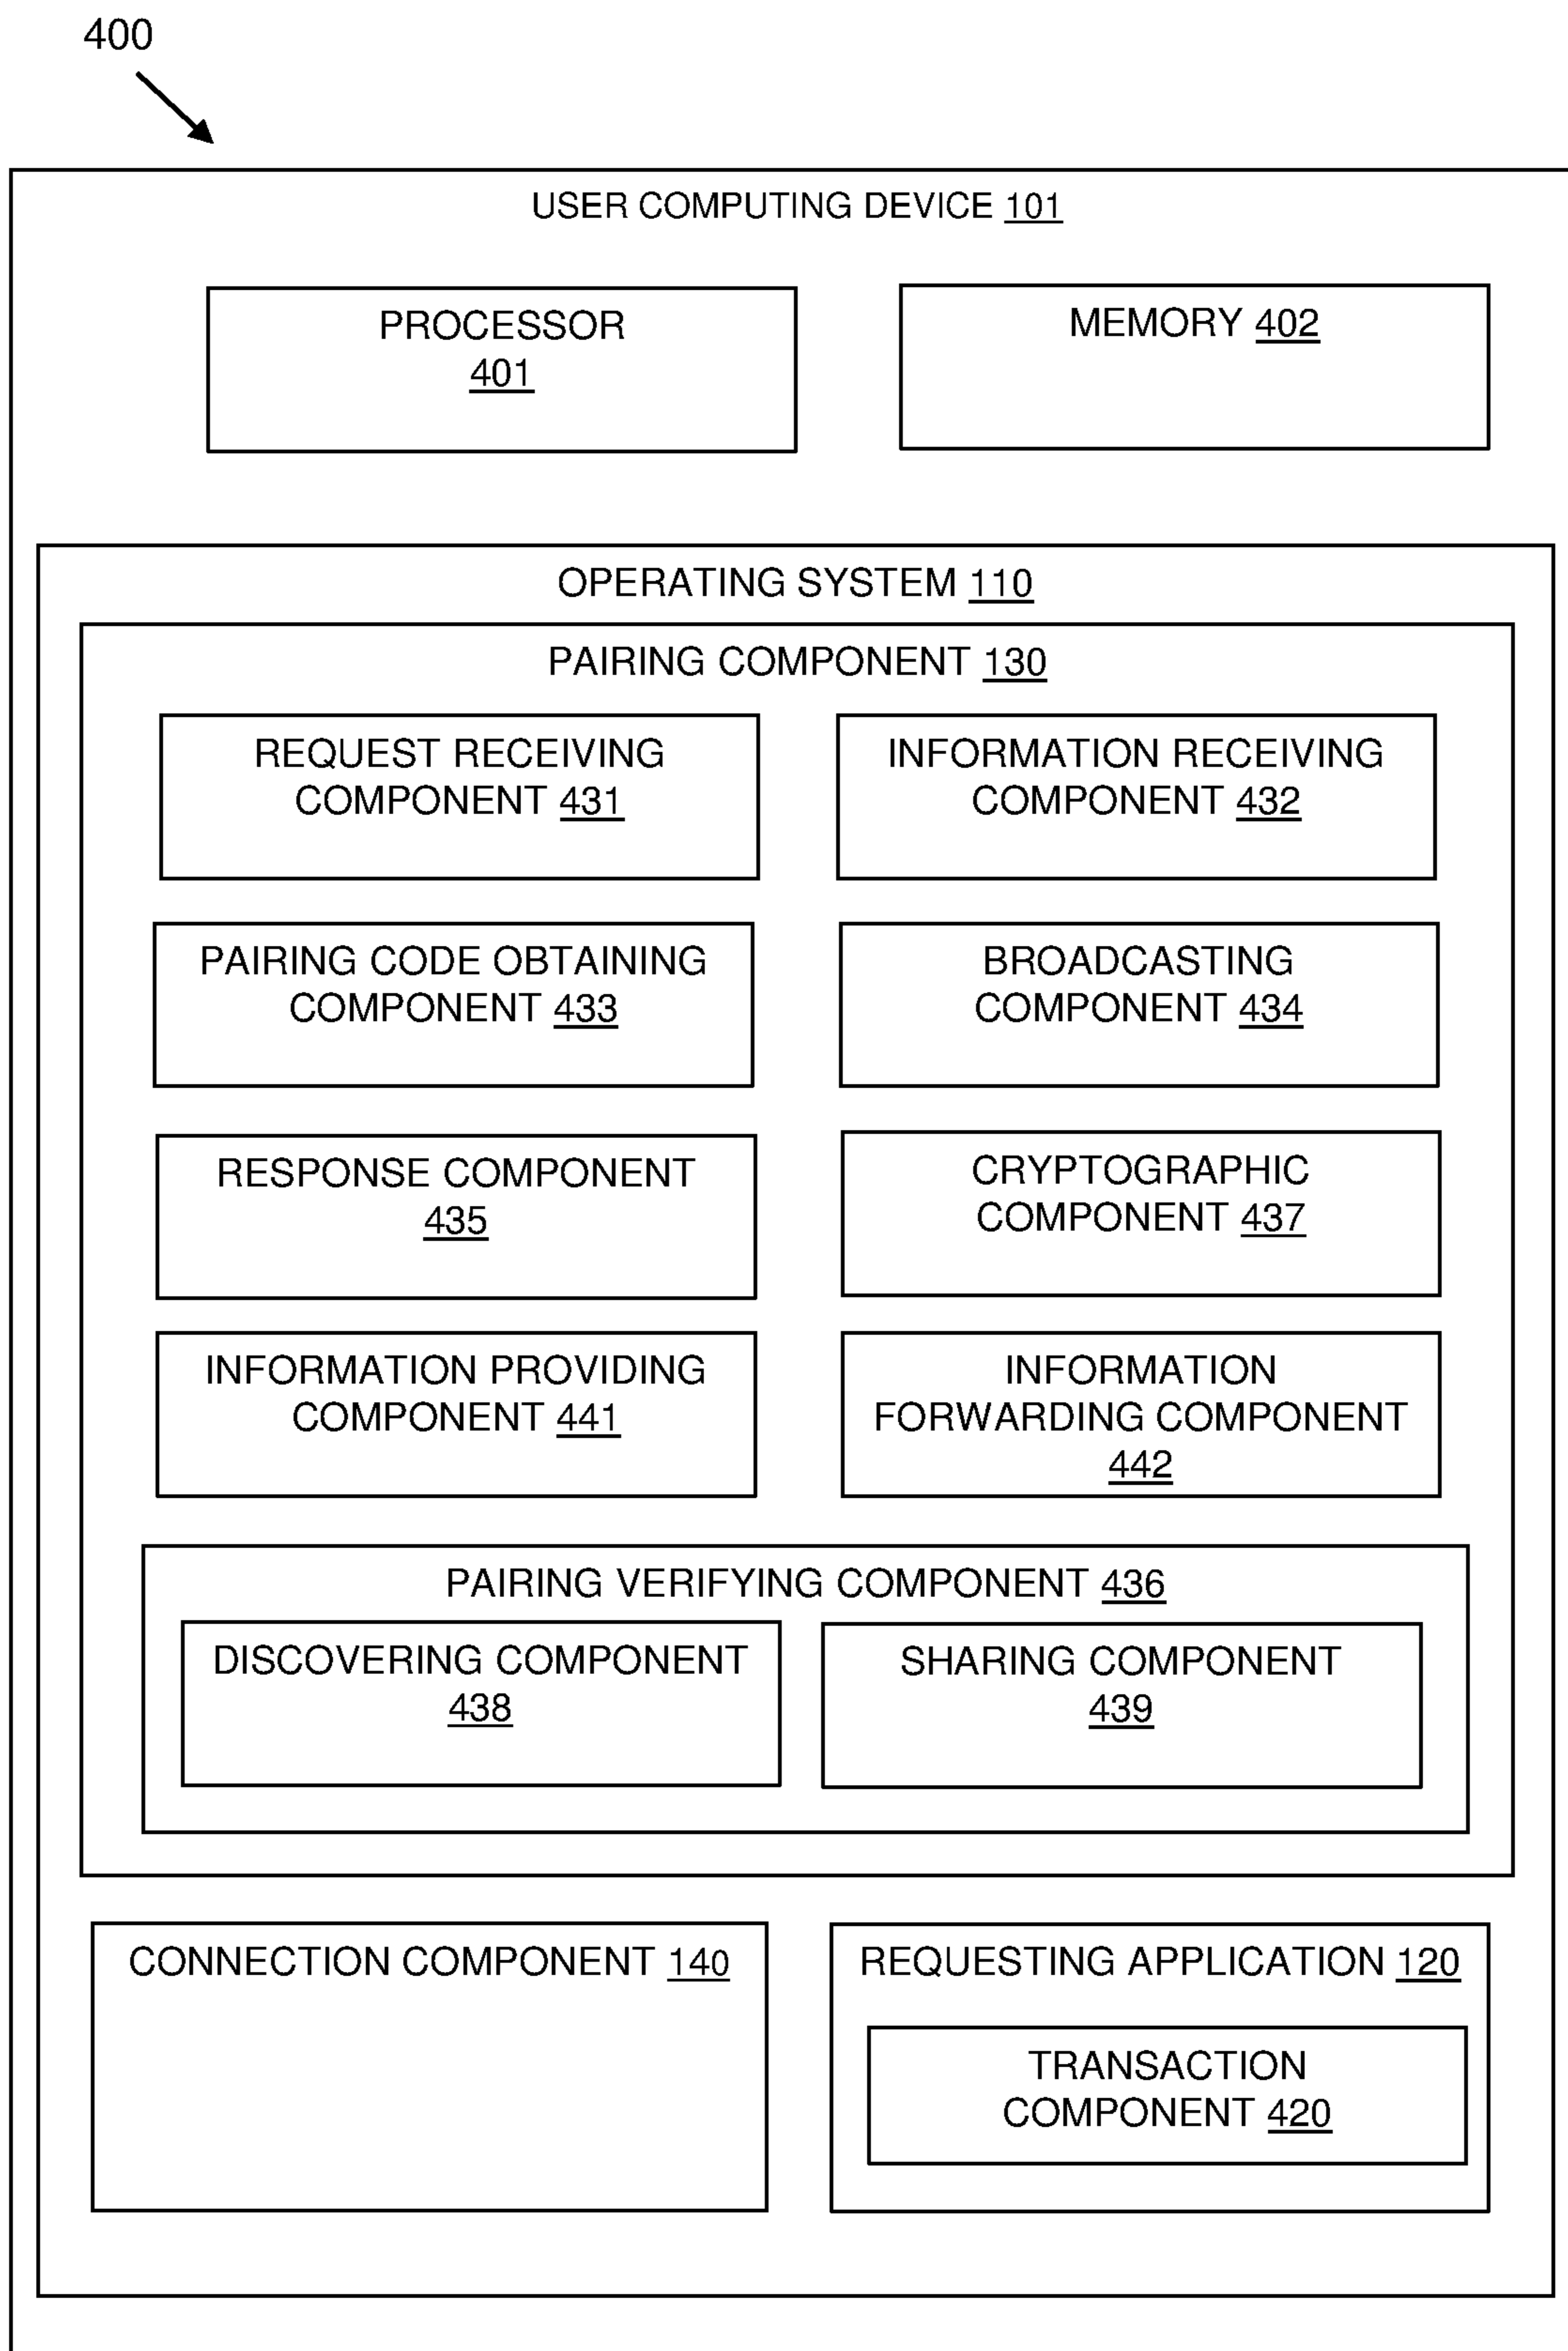 400
USER COMPUTING DEVICE 101
PROCESSOR
401
MEMORY 402
OPERATING SYSTEM 110
PAIRING COMPONENT 130
REQUEST RECEIVING
COMPONENT 431
INFORMATION RECEIVING
COMPONENT 432
PAIRING CODE OBTAINING
COMPONENT 433
BROADCASTING
COMPONENT 434
RESPONSE COMPONENT
435
CRYPTOGRAPHIC
COMPONENT 437
INFORMATION PROVIDING
COMPONENT 441
INFORMATION
FORWARDING COMPONENT
442
PAIRING VERIFYING COMPONENT 436
DISCOVERING COMPONENT
438
SHARING COMPONENT
439
CONNECTION COMPONENT 140
REQUESTING APPLICATION 120
TRANSACTION
COMPONENT 420